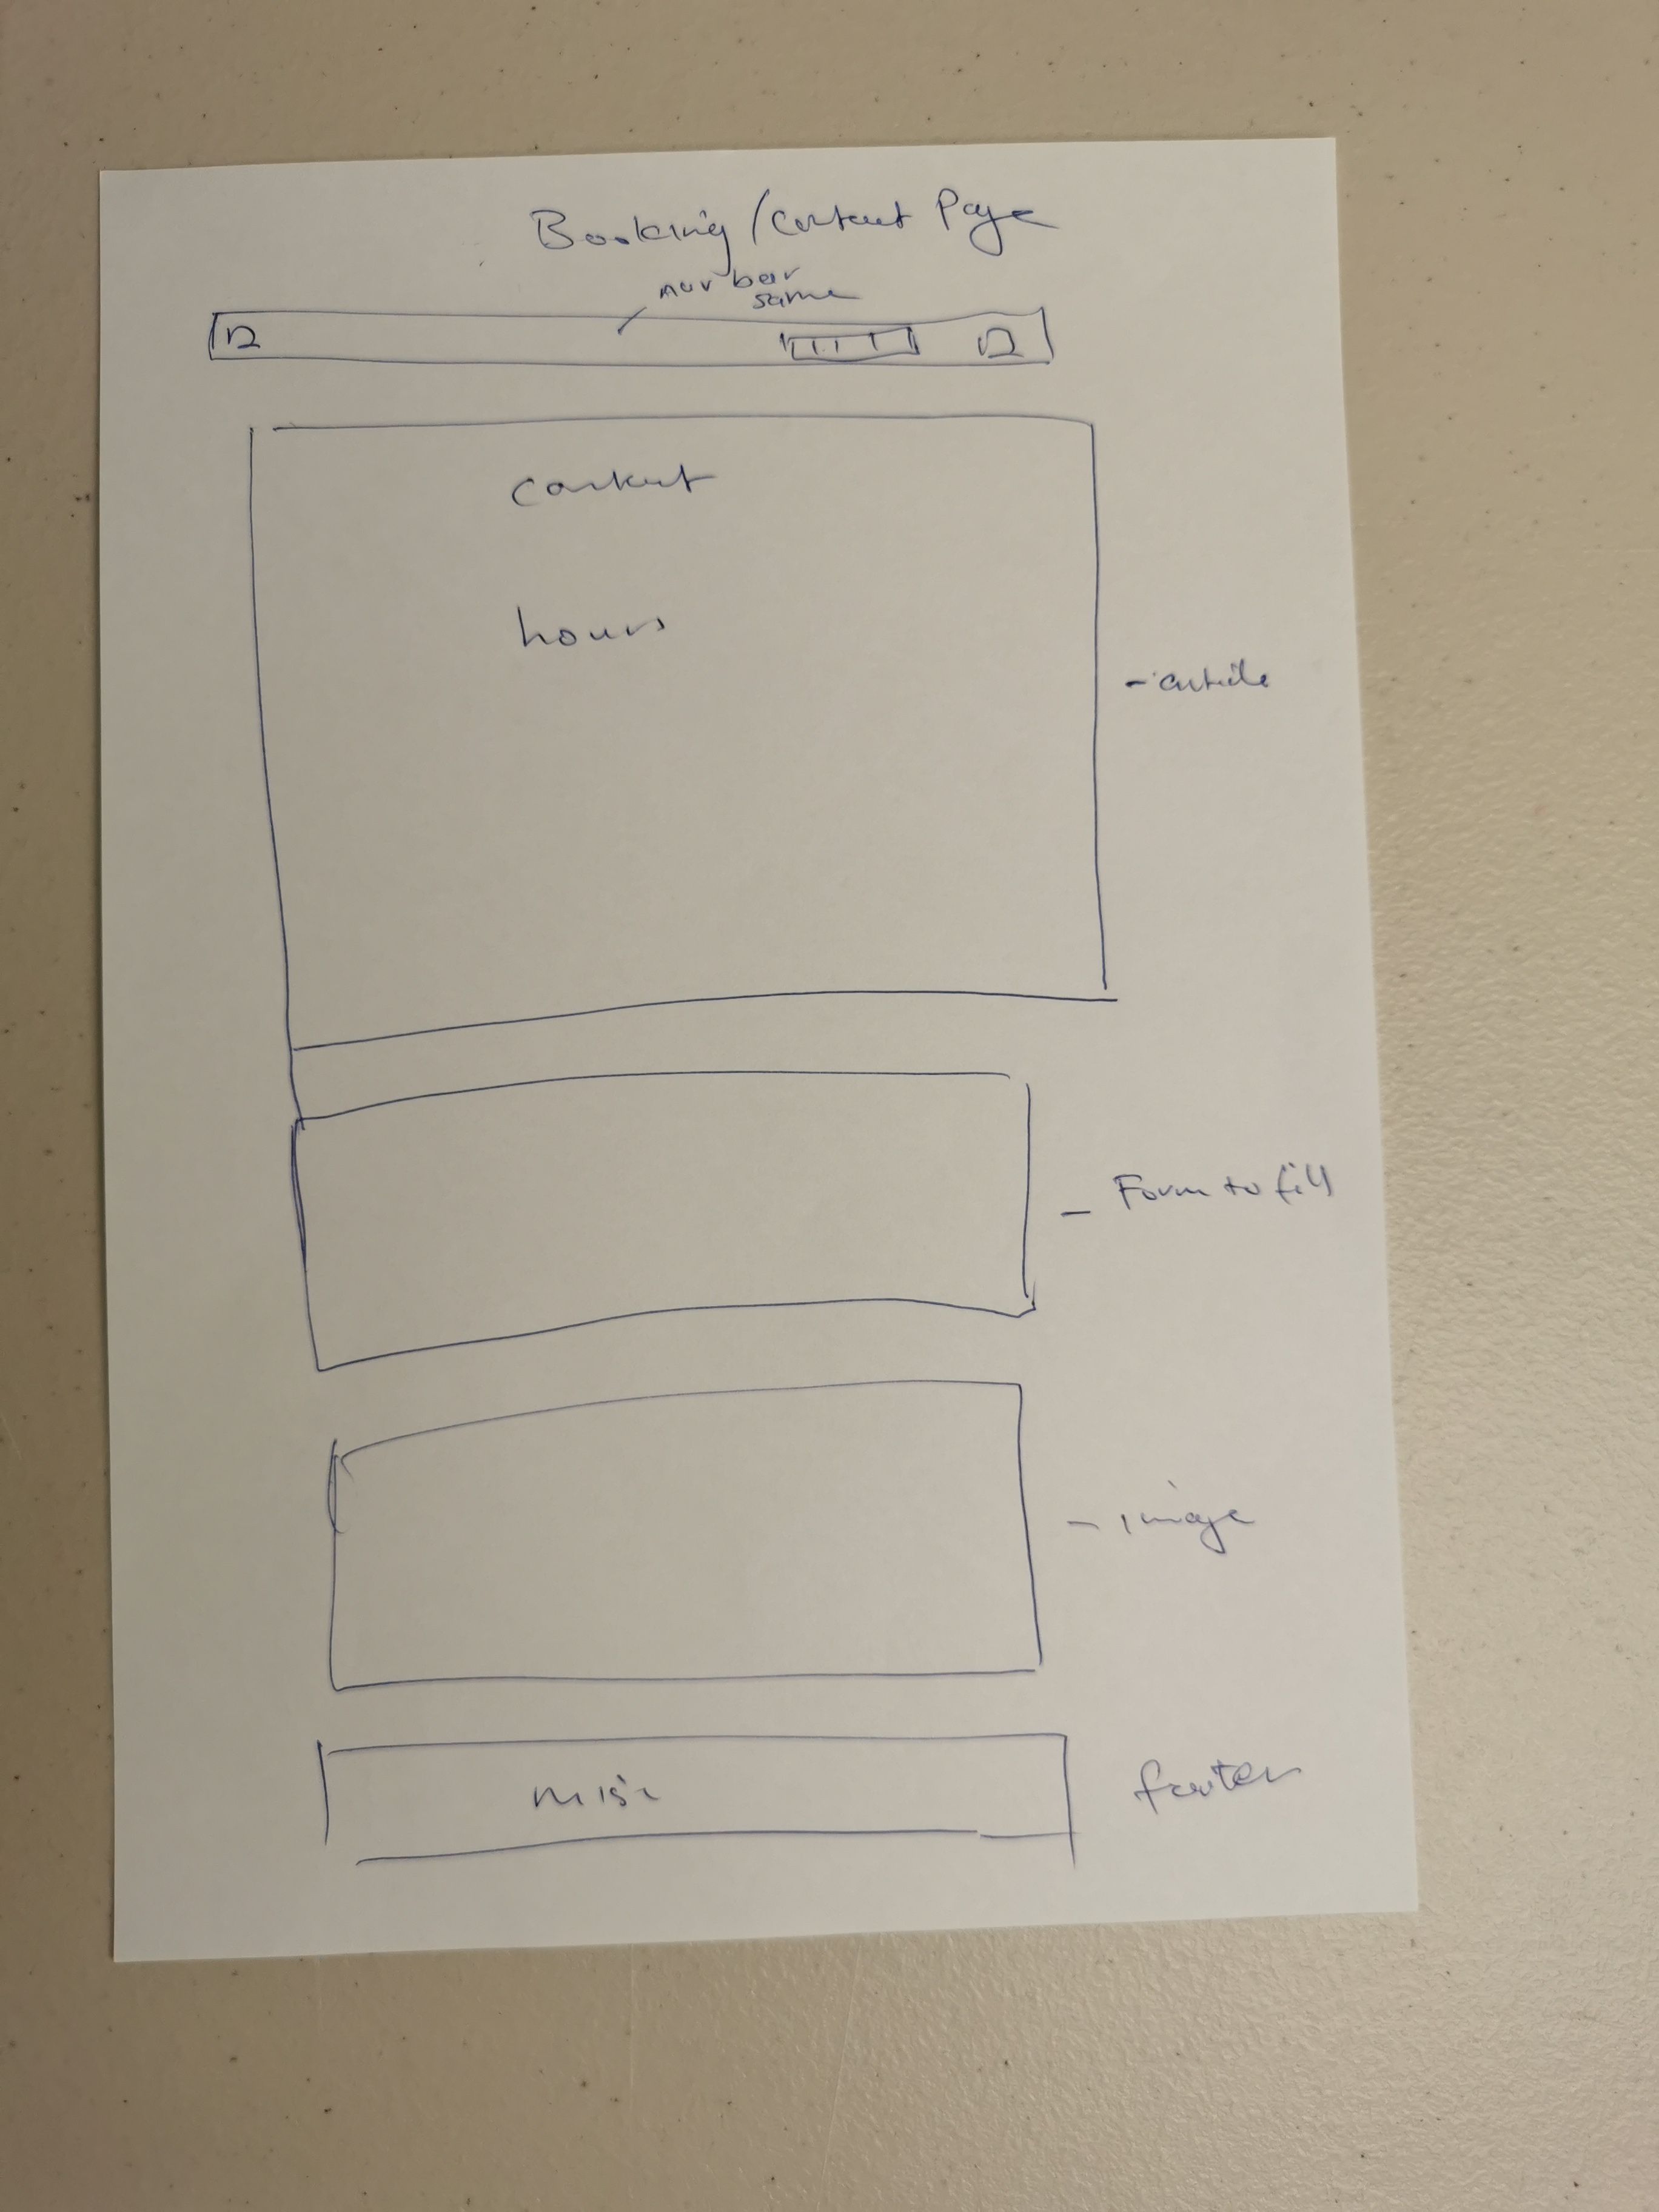 Booking / Contact Page
nav bar
same
contact
hours
- article
- Form to fill
- image
misc
footer